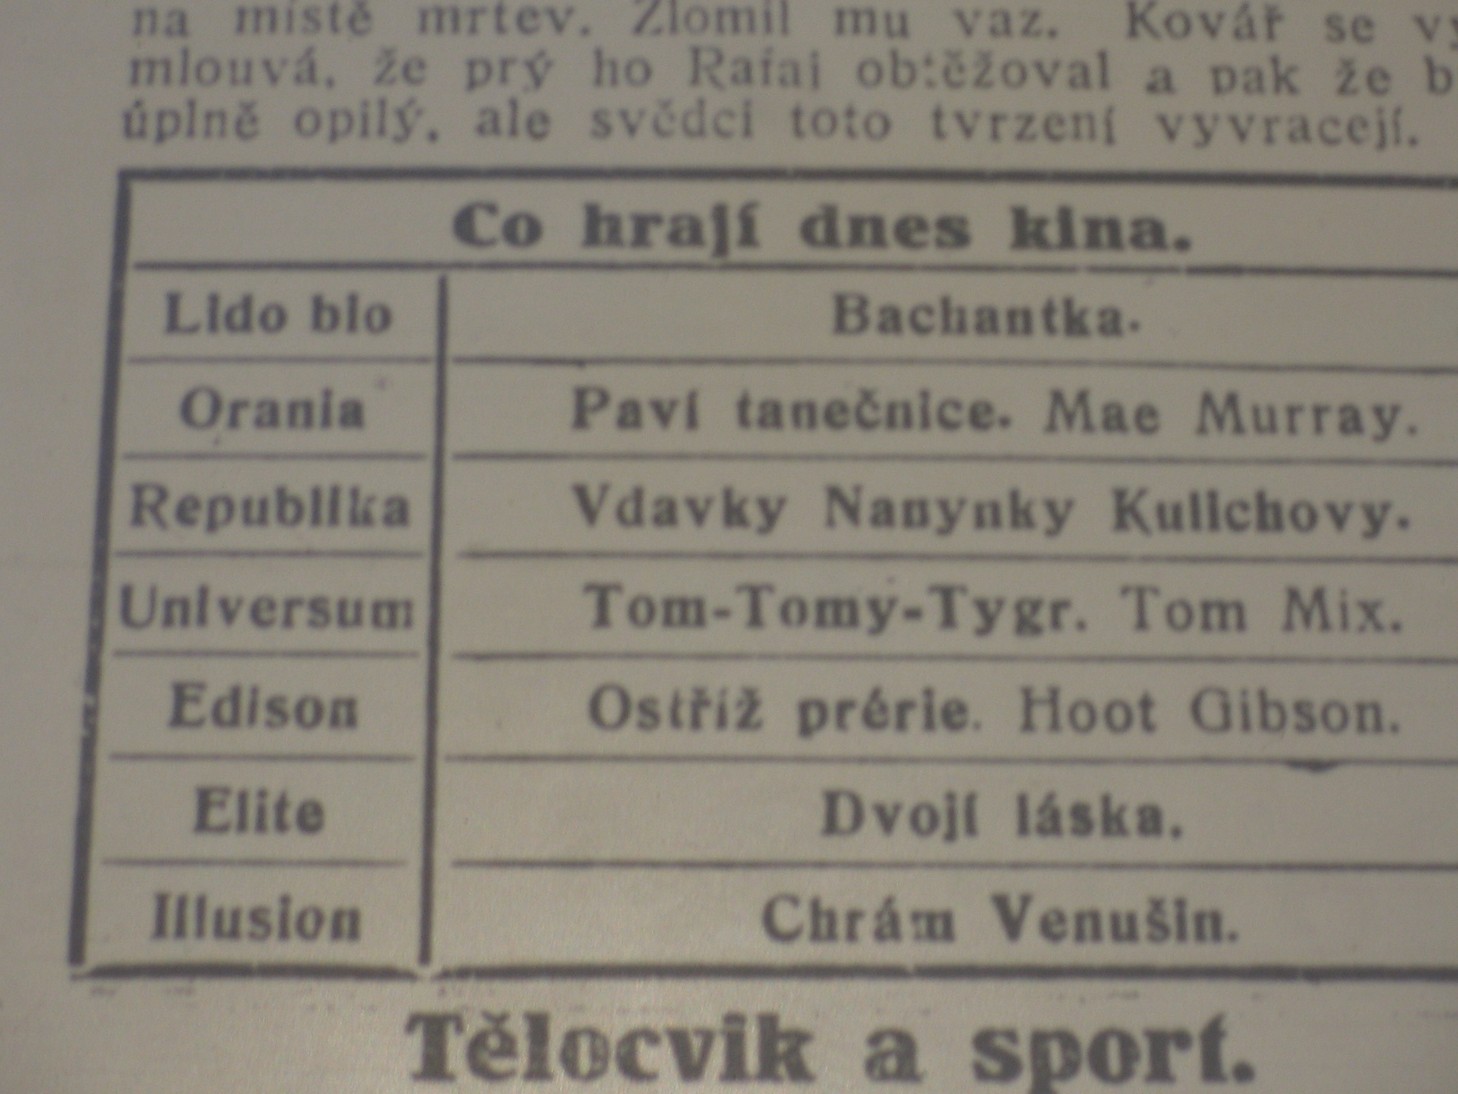 na místě mrtev. Zlomil mu vaz. Kovář se vy
mlouvá, že prý ho Rafaj obtěžoval a pak že b
úplně opilý, ale svědci toto tvrzení vyvracejí.
Co hrají dnes kina.
Lido bio Bachantka.
Orania Paví tanečnice. Mae Murray.
Republika Vdavky Nanynky Kulichovy.
Universum Tom-Tomy-Tygr. Tom Mix.
Edison Ostříž prérie. Hoot Gibson.
Elite Dvojí láska.
Illusion Chrám Venušin.
Tělocvik a sport.